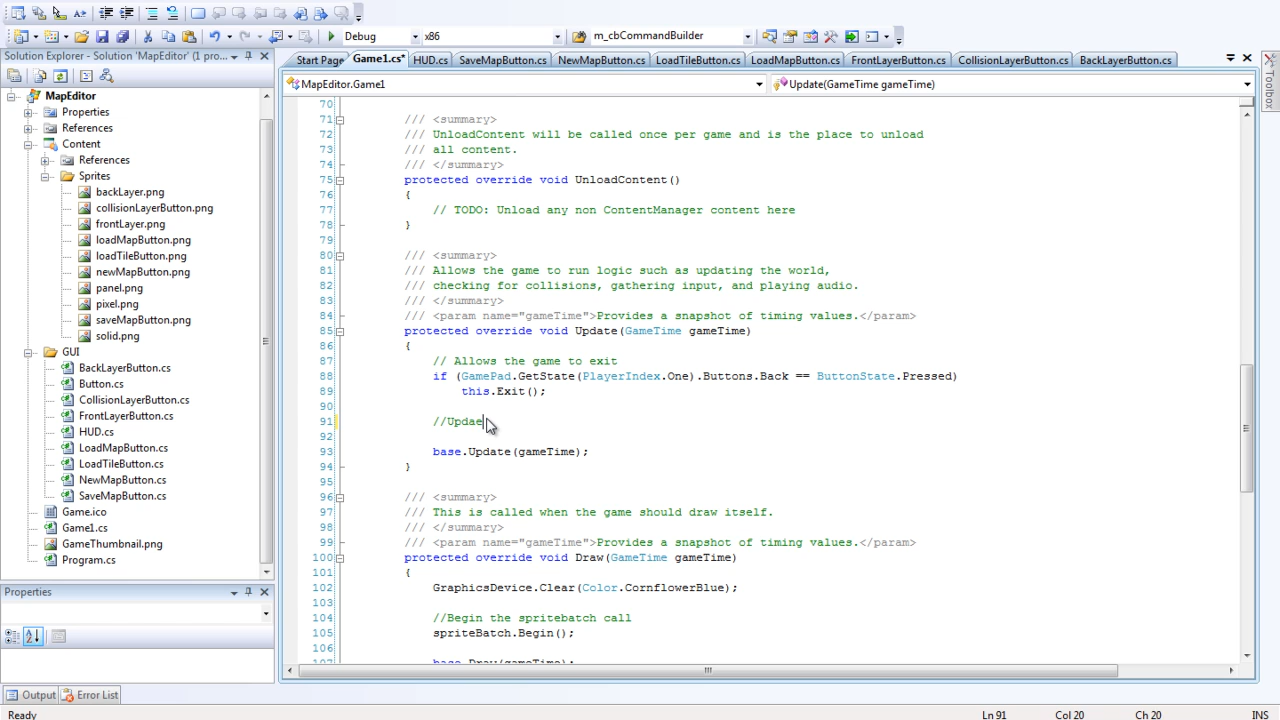 Debug
x86
m_cbCommandBuilder
Solution Explorer - Solution 'MapEditor' (1 pro...
MapEditor
Properties
References
Content
References
Sprites
backLayer.png
collisionLayerButton.png
frontLayer.png
loadMapButton.png
loadTileButton.png
newMapButton.png
panel.png
pixel.png
saveMapButton.png
solid.png
GUI
BackLayerButton.cs
Button.cs
CollisionLayerButton.cs
FrontLayerButton.cs
HUD.cs
LoadMapButton.cs
LoadTileButton.cs
NewMapButton.cs
SaveMapButton.cs
Game.ico
Game1.cs
GameThumbnail.png
Program.cs
Properties
Start Page Game1.cs* HUD.cs SaveMapButton.cs NewMapButton.cs LoadTileButton.cs LoadMapButton.cs FrontLayerButton.cs CollisionLayerButton.cs BackLayerButton.cs
MapEditor.Game1 Update(GameTime gameTime)
70
71 /// <summary>
72 /// UnloadContent will be called once per game and is the place to unload
73 /// all content.
74 /// </summary>
75 protected override void UnloadContent()
76 {
77 // TODO: Unload any non ContentManager content here
78 }
79
80 /// <summary>
81 /// Allows the game to run logic such as updating the world,
82 /// checking for collisions, gathering input, and playing audio.
83 /// </summary>
84 /// <param name="gameTime">Provides a snapshot of timing values.</param>
85 protected override void Update(GameTime gameTime)
86 {
87 // Allows the game to exit
88 if (GamePad.GetState(PlayerIndex.One).Buttons.Back == ButtonState.Pressed)
89 this.Exit();
90
91 //Updae
92
93 base.Update(gameTime);
94 }
95
96 /// <summary>
97 /// This is called when the game should draw itself.
98 /// </summary>
99 /// <param name="gameTime">Provides a snapshot of timing values.</param>
100 protected override void Draw(GameTime gameTime)
101 {
102 GraphicsDevice.Clear(Color.CornflowerBlue);
103
104 //Begin the spritebatch call
105 spriteBatch.Begin();
106
107 base.Draw(gameTime);
Toolbox
Output Error List
Ready Ln 91 Col 20 Ch 20 INS